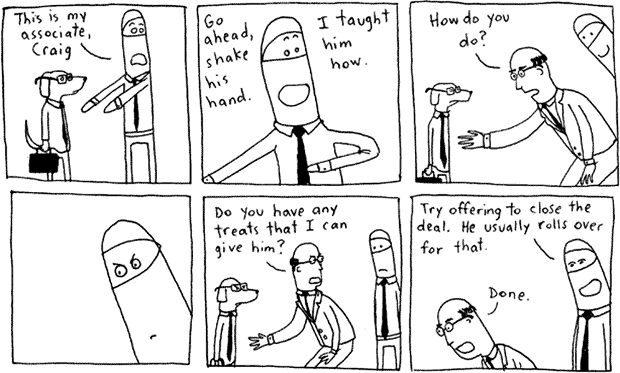 This is my
associate,
Craig
Go
ahead,
shake
his
hand.
I taught
him
how.
How do you
do?
Do you have any
treats that I can
give him?
Try offering to close the
deal. He usually rolls over
for that.
Done.